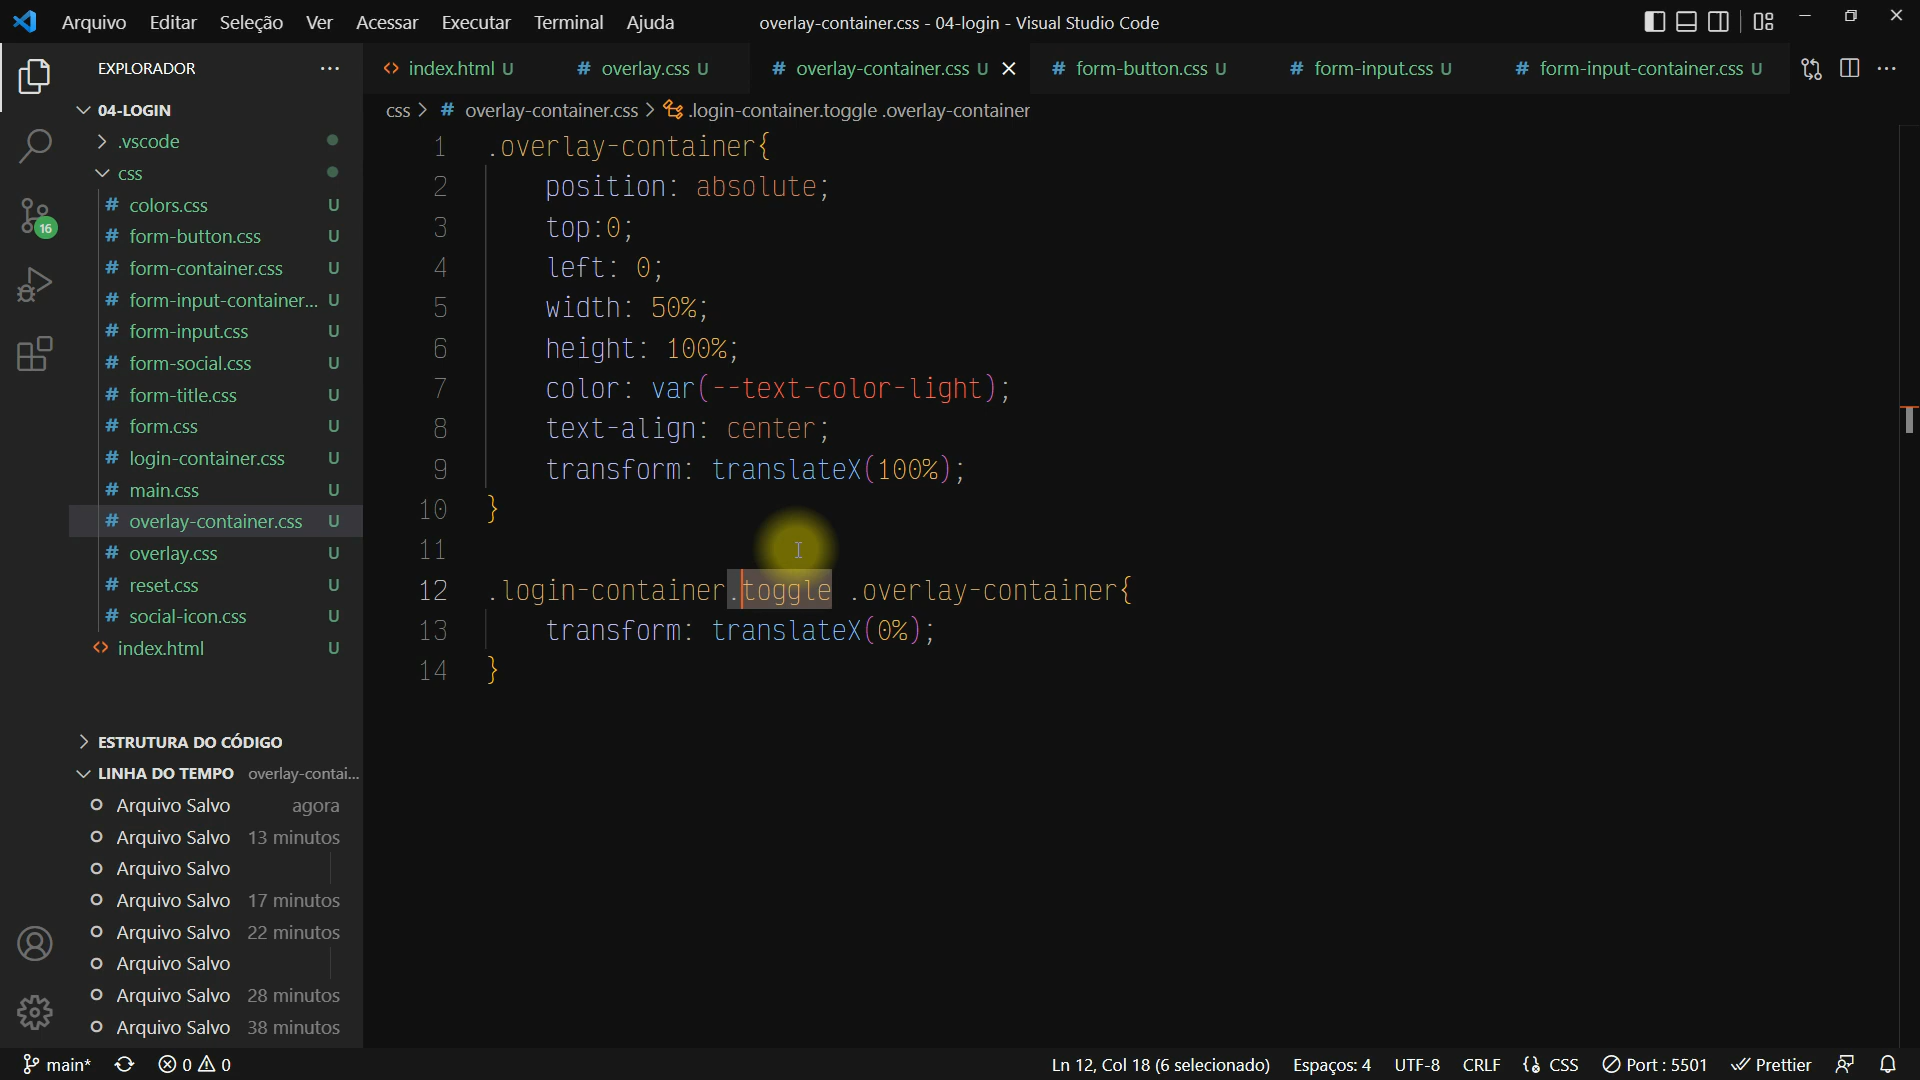 Arquivo Editar Seleção Ver Acessar Executar Terminal Ajuda overlay-container.css - 04-login - Visual Studio Code
EXPLORADOR
index.html U
# overlay.css U
# overlay-container.css U
# form-button.css U
# form-input.css U
# form-input-container.css U
css > # overlay-container.css > .login-container.toggle .overlay-container
04-LOGIN
.vscode
css
# colors.css U
# form-button.css U
# form-container.css U
# form-input-container... U
# form-input.css U
# form-social.css U
# form-title.css U
# form.css U
# login-container.css U
# main.css U
# overlay-container.css U
# overlay.css U
# reset.css U
# social-icon.css U
index.html U
16
ESTRUTURA DO CÓDIGO
LINHA DO TEMPO overlay-contai...
Arquivo Salvo agora
Arquivo Salvo 13 minutos
Arquivo Salvo
Arquivo Salvo 17 minutos
Arquivo Salvo 22 minutos
Arquivo Salvo
Arquivo Salvo 28 minutos
Arquivo Salvo 38 minutos
1 .overlay-container{
2 position: absolute;
3 top:0;
4 left: 0;
5 width: 50%;
6 height: 100%;
7 color: var(--text-color-light);
8 text-align: center;
9 transform: translateX(100%);
10 }
11
12 .login-container.toggle .overlay-container{
13 transform: translateX(0%);
14 }
main* 0 0 Ln 12, Col 18 (6 selecionado) Espaços: 4 UTF-8 CRLF CSS Port : 5501 Prettier